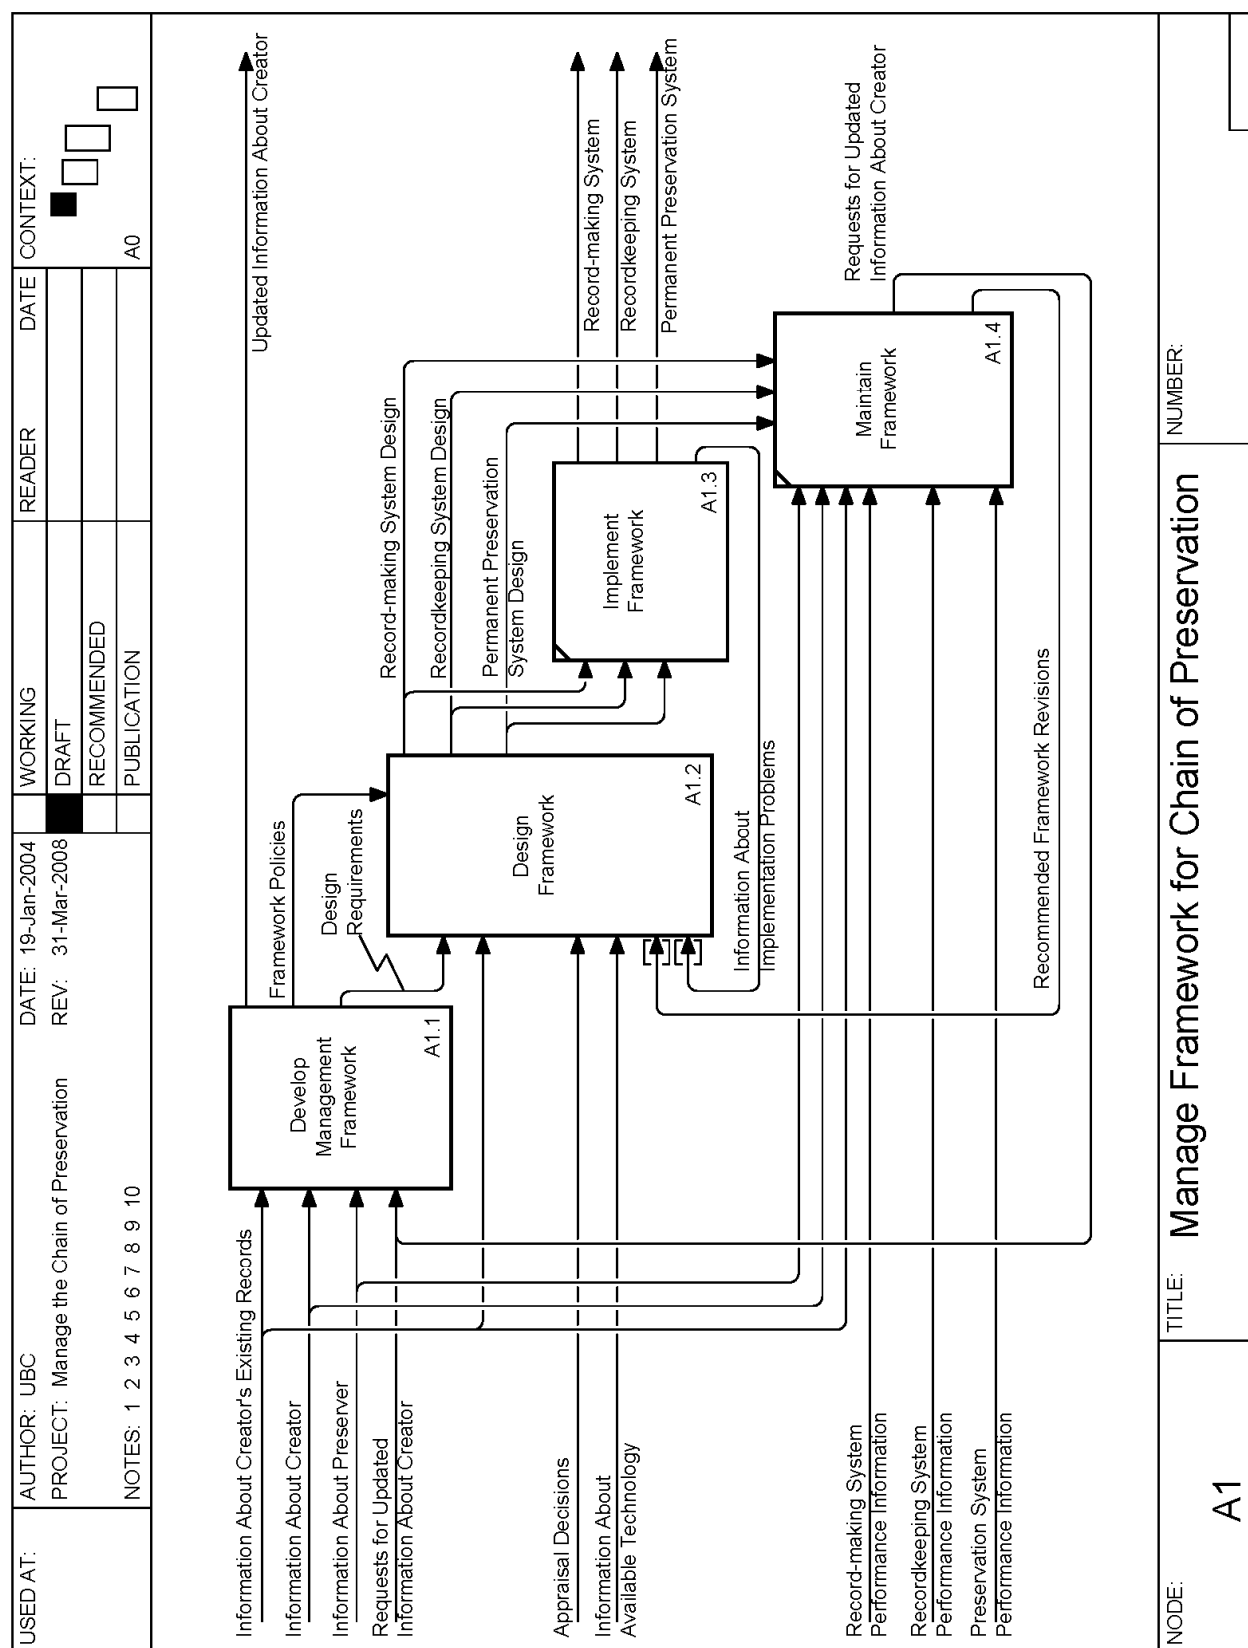 USED AT:
AUTHOR: UBC
PROJECT: Manage the Chain of Preservation
NOTES: 1 2 3 4 5 6 7 8 9 10
DATE: 19-Jan-2004
REV: 31-Mar-2008
WORKING
DRAFT
RECOMMENDED
PUBLICATION
READER
DATE
CONTEXT:
A0
Information About Creator's Existing Records
Information About Creator
Information About Preserver
Requests for Updated
Information About Creator
Appraisal Decisions
Information About
Available Technology
Record-making System
Performance Information
Recordkeeping System
Performance Information
Preservation System
Performance Information
Develop
Management
Framework
A1.1
Framework Policies
Design
Requirements
Design
Framework
A1.2
Information About
Implementation Problems
Recommended Framework Revisions
Record-making System Design
Recordkeeping System Design
Permanent Preservation
System Design
Implement
Framework
A1.3
Maintain
Framework
A1.4
Updated Information About Creator
Record-making System
Recordkeeping System
Permanent Preservation System
Requests for Updated
Information About Creator
NODE:
A1
TITLE:
Manage Framework for Chain of Preservation
NUMBER: